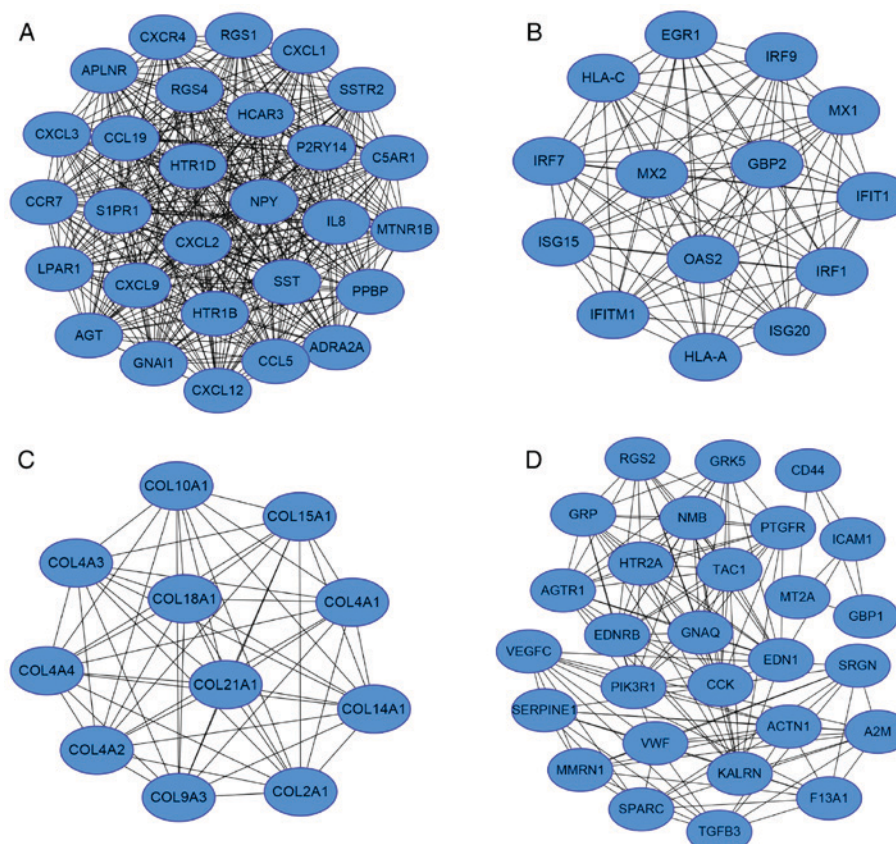 A
CXCR4
RGS1
CXCL1
APLNR
RGS4
HCAR3
SSTR2
CXCL3
CCL19
HTR1D
P2RY14
C5AR1
CCR7
S1PR1
NPY
IL8
MTNR1B
CXCL2
LPAR1
CXCL9
SST
PPBP
HTR1B
AGT
GNAI1
CCL5
ADRA2A
CXCL12
B
EGR1
IRF9
HLA-C
MX1
IRF7
MX2
GBP2
IFIT1
ISG15
OAS2
IRF1
IFITM1
ISG20
HLA-A
C
COL10A1
COL15A1
COL4A3
COL18A1
COL4A1
COL4A4
COL21A1
COL14A1
COL4A2
COL9A3
COL2A1
D
RGS2
GRK5
CD44
GRP
NMB
PTGFR
ICAM1
HTR2A
TAC1
AGTR1
MT2A
GBP1
EDNRB
GNAQ
VEGFC
EDN1
SRGN
PIK3R1
CCK
SERPINE1
ACTN1
A2M
VWF
MMRN1
KALRN
F13A1
SPARC
TGFB3